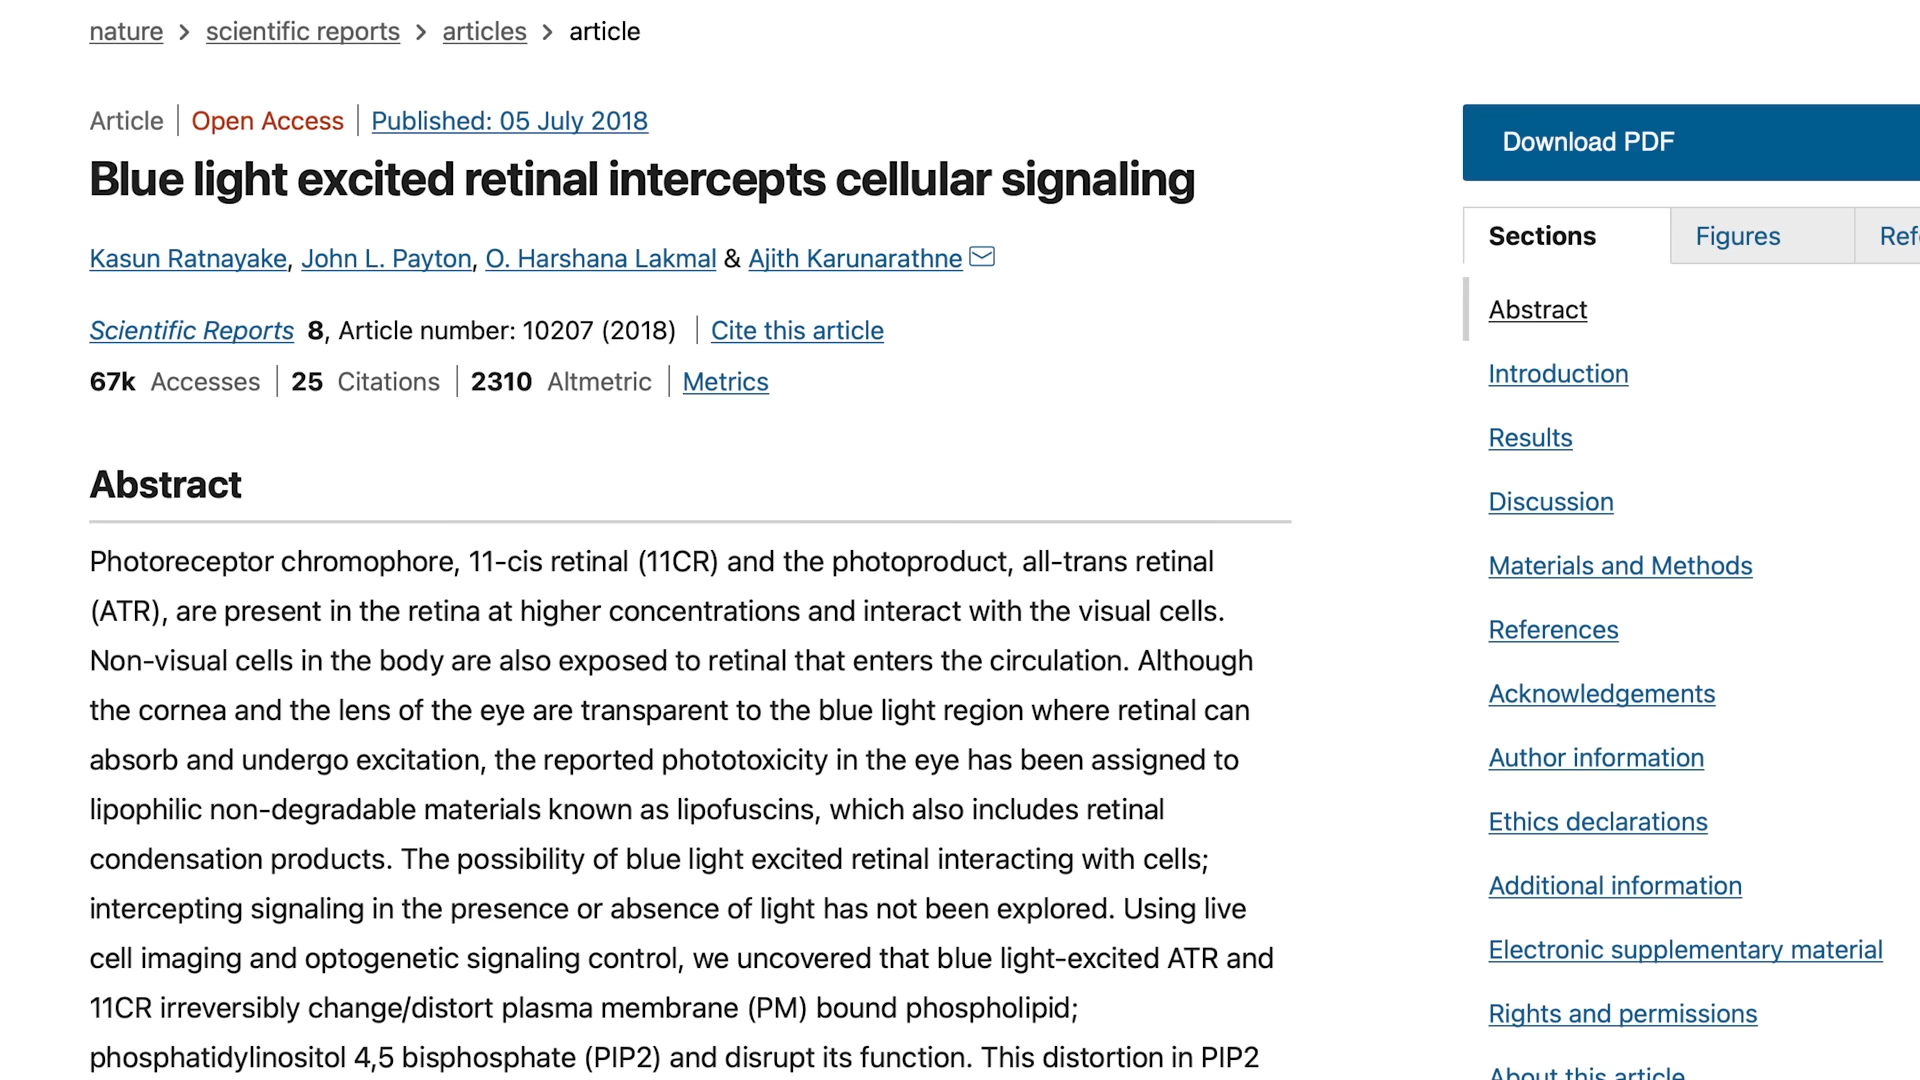 nature > scientific reports > articles > article
Article | Open Access | Published: 05 July 2018
Blue light excited retinal intercepts cellular signaling
Kasun Ratnayake, John L. Payton, O. Harshana Lakmal & Ajith Karunarathne
Scientific Reports 8, Article number: 10207 (2018) | Cite this article
67k Accesses | 25 Citations | 2310 Altmetric | Metrics
Abstract
Photoreceptor chromophore, 11-cis retinal (11CR) and the photoproduct, all-trans retinal
(ATR), are present in the retina at higher concentrations and interact with the visual cells.
Non-visual cells in the body are also exposed to retinal that enters the circulation. Although
the cornea and the lens of the eye are transparent to the blue light region where retinal can
absorb and undergo excitation, the reported phototoxicity in the eye has been assigned to
lipophilic non-degradable materials known as lipofuscins, which also includes retinal
condensation products. The possibility of blue light excited retinal interacting with cells;
intercepting signaling in the presence or absence of light has not been explored. Using live
cell imaging and optogenetic signaling control, we uncovered that blue light-excited ATR and
11CR irreversibly change/distort plasma membrane (PM) bound phospholipid;
phosphatidylinositol 4,5 bisphosphate (PIP2) and disrupt its function. This distortion in PIP2
Download PDF
Sections
Figures
Ref
Abstract
Introduction
Results
Discussion
Materials and Methods
References
Acknowledgements
Author information
Ethics declarations
Additional information
Electronic supplementary material
Rights and permissions
About this article